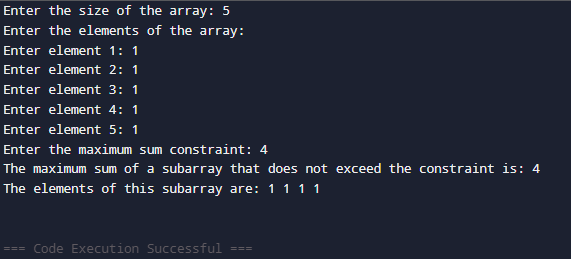 Enter the size of the array: 5
Enter the elements of the array:
Enter element 1: 1
Enter element 2: 1
Enter element 3: 1
Enter element 4: 1
Enter element 5: 1
Enter the maximum sum constraint: 4
The maximum sum of a subarray that does not exceed the constraint is: 4
The elements of this subarray are: 1 1 1 1
=== Code Execution Successful ===